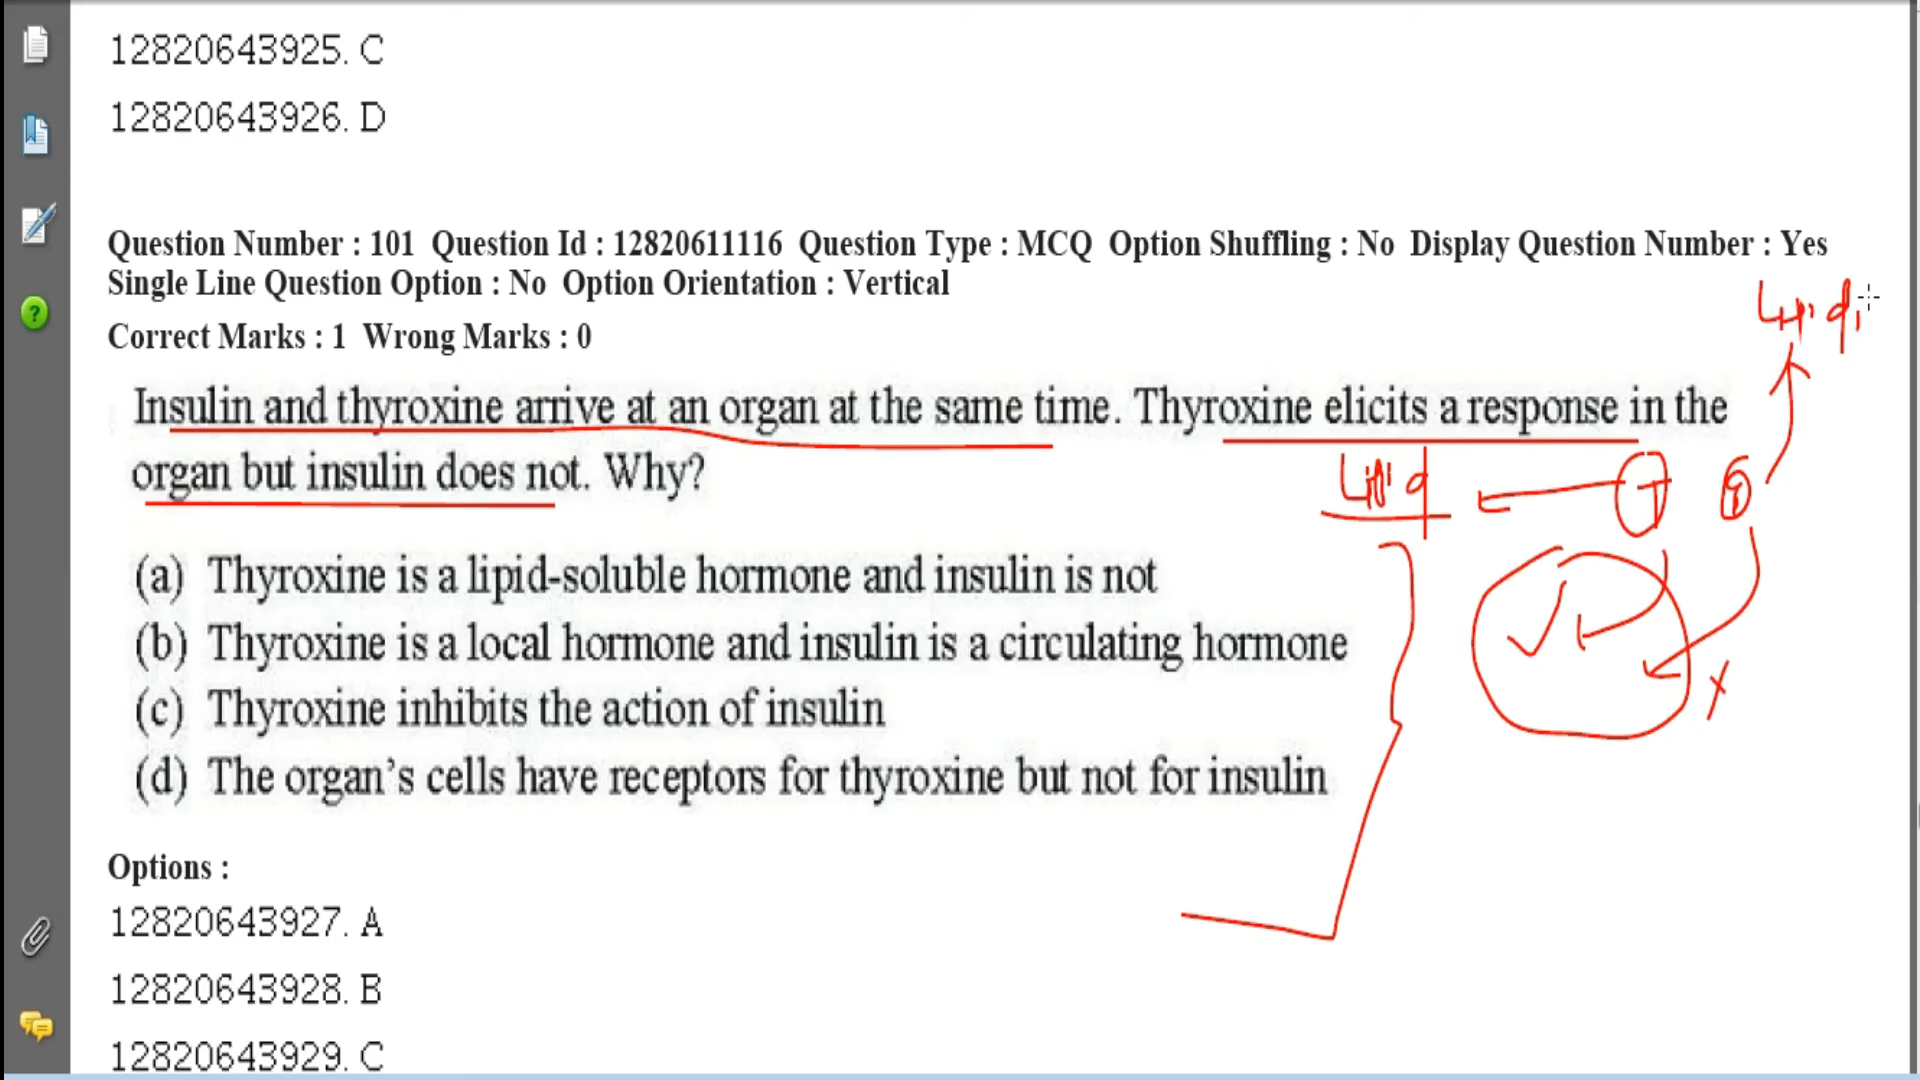 12820643925. C
12820643926. D
Question Number : 101 Question Id : 12820611116 Question Type : MCQ Option Shuffling : No Display Question Number : Yes
Single Line Question Option : No Option Orientation : Vertical
Correct Marks : 1 Wrong Marks : 0
Insulin and thyroxine arrive at an organ at the same time. Thyroxine elicits a response in the
organ but insulin does not. Why?
(a) Thyroxine is a lipid-soluble hormone and insulin is not
(b) Thyroxine is a local hormone and insulin is a circulating hormone
(c) Thyroxine inhibits the action of insulin
(d) The organ's cells have receptors for thyroxine but not for insulin
Options :
12820643927. A
12820643928. B
12820643929. C
Lipid
Lipid
T